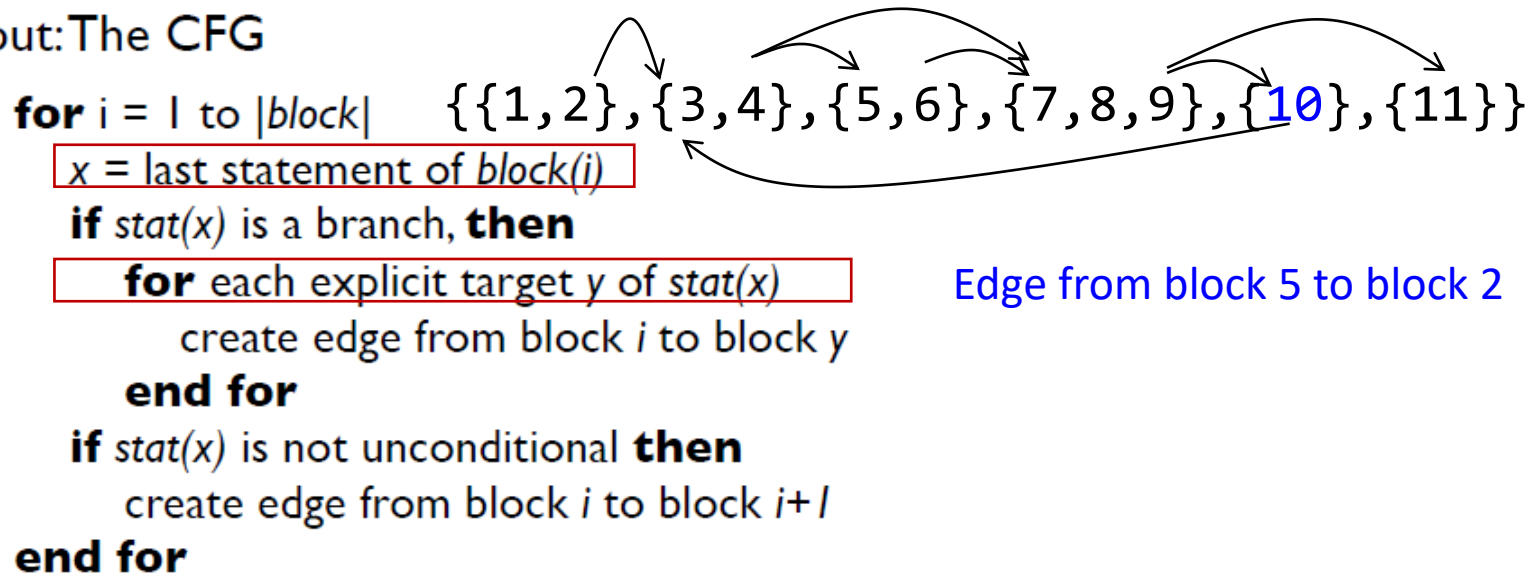 out: The CFG
for i = 1 to |block|
{{1,2},{3,4},{5,6},{7,8,9},{10},{11}}
x = last statement of block(i)
if stat(x) is a branch, then
for each explicit target y of stat(x)
Edge from block 5 to block 2
create edge from block i to block y
end for
if stat(x) is not unconditional then
create edge from block i to block i+1
end for